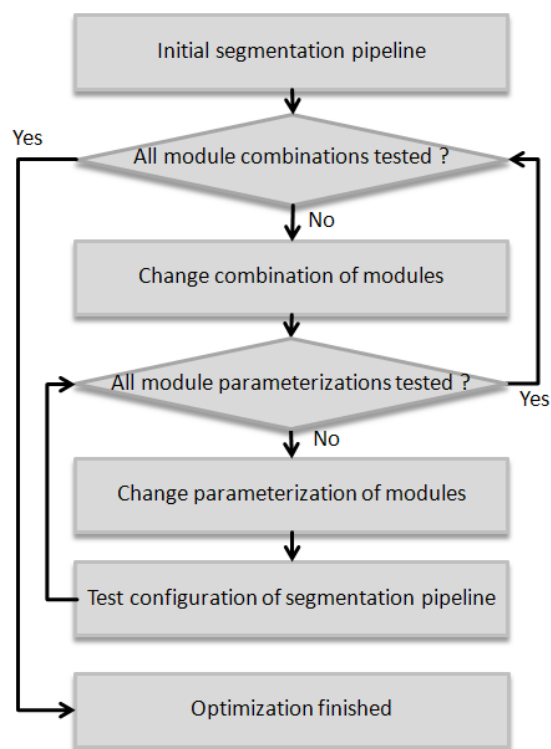 Initial segmentation pipeline
Yes
All module combinations tested ?
No
Change combination of modules
All module parameterizations tested ?
Yes
No
Change parameterization of modules
Test configuration of segmentation pipeline
Optimization finished